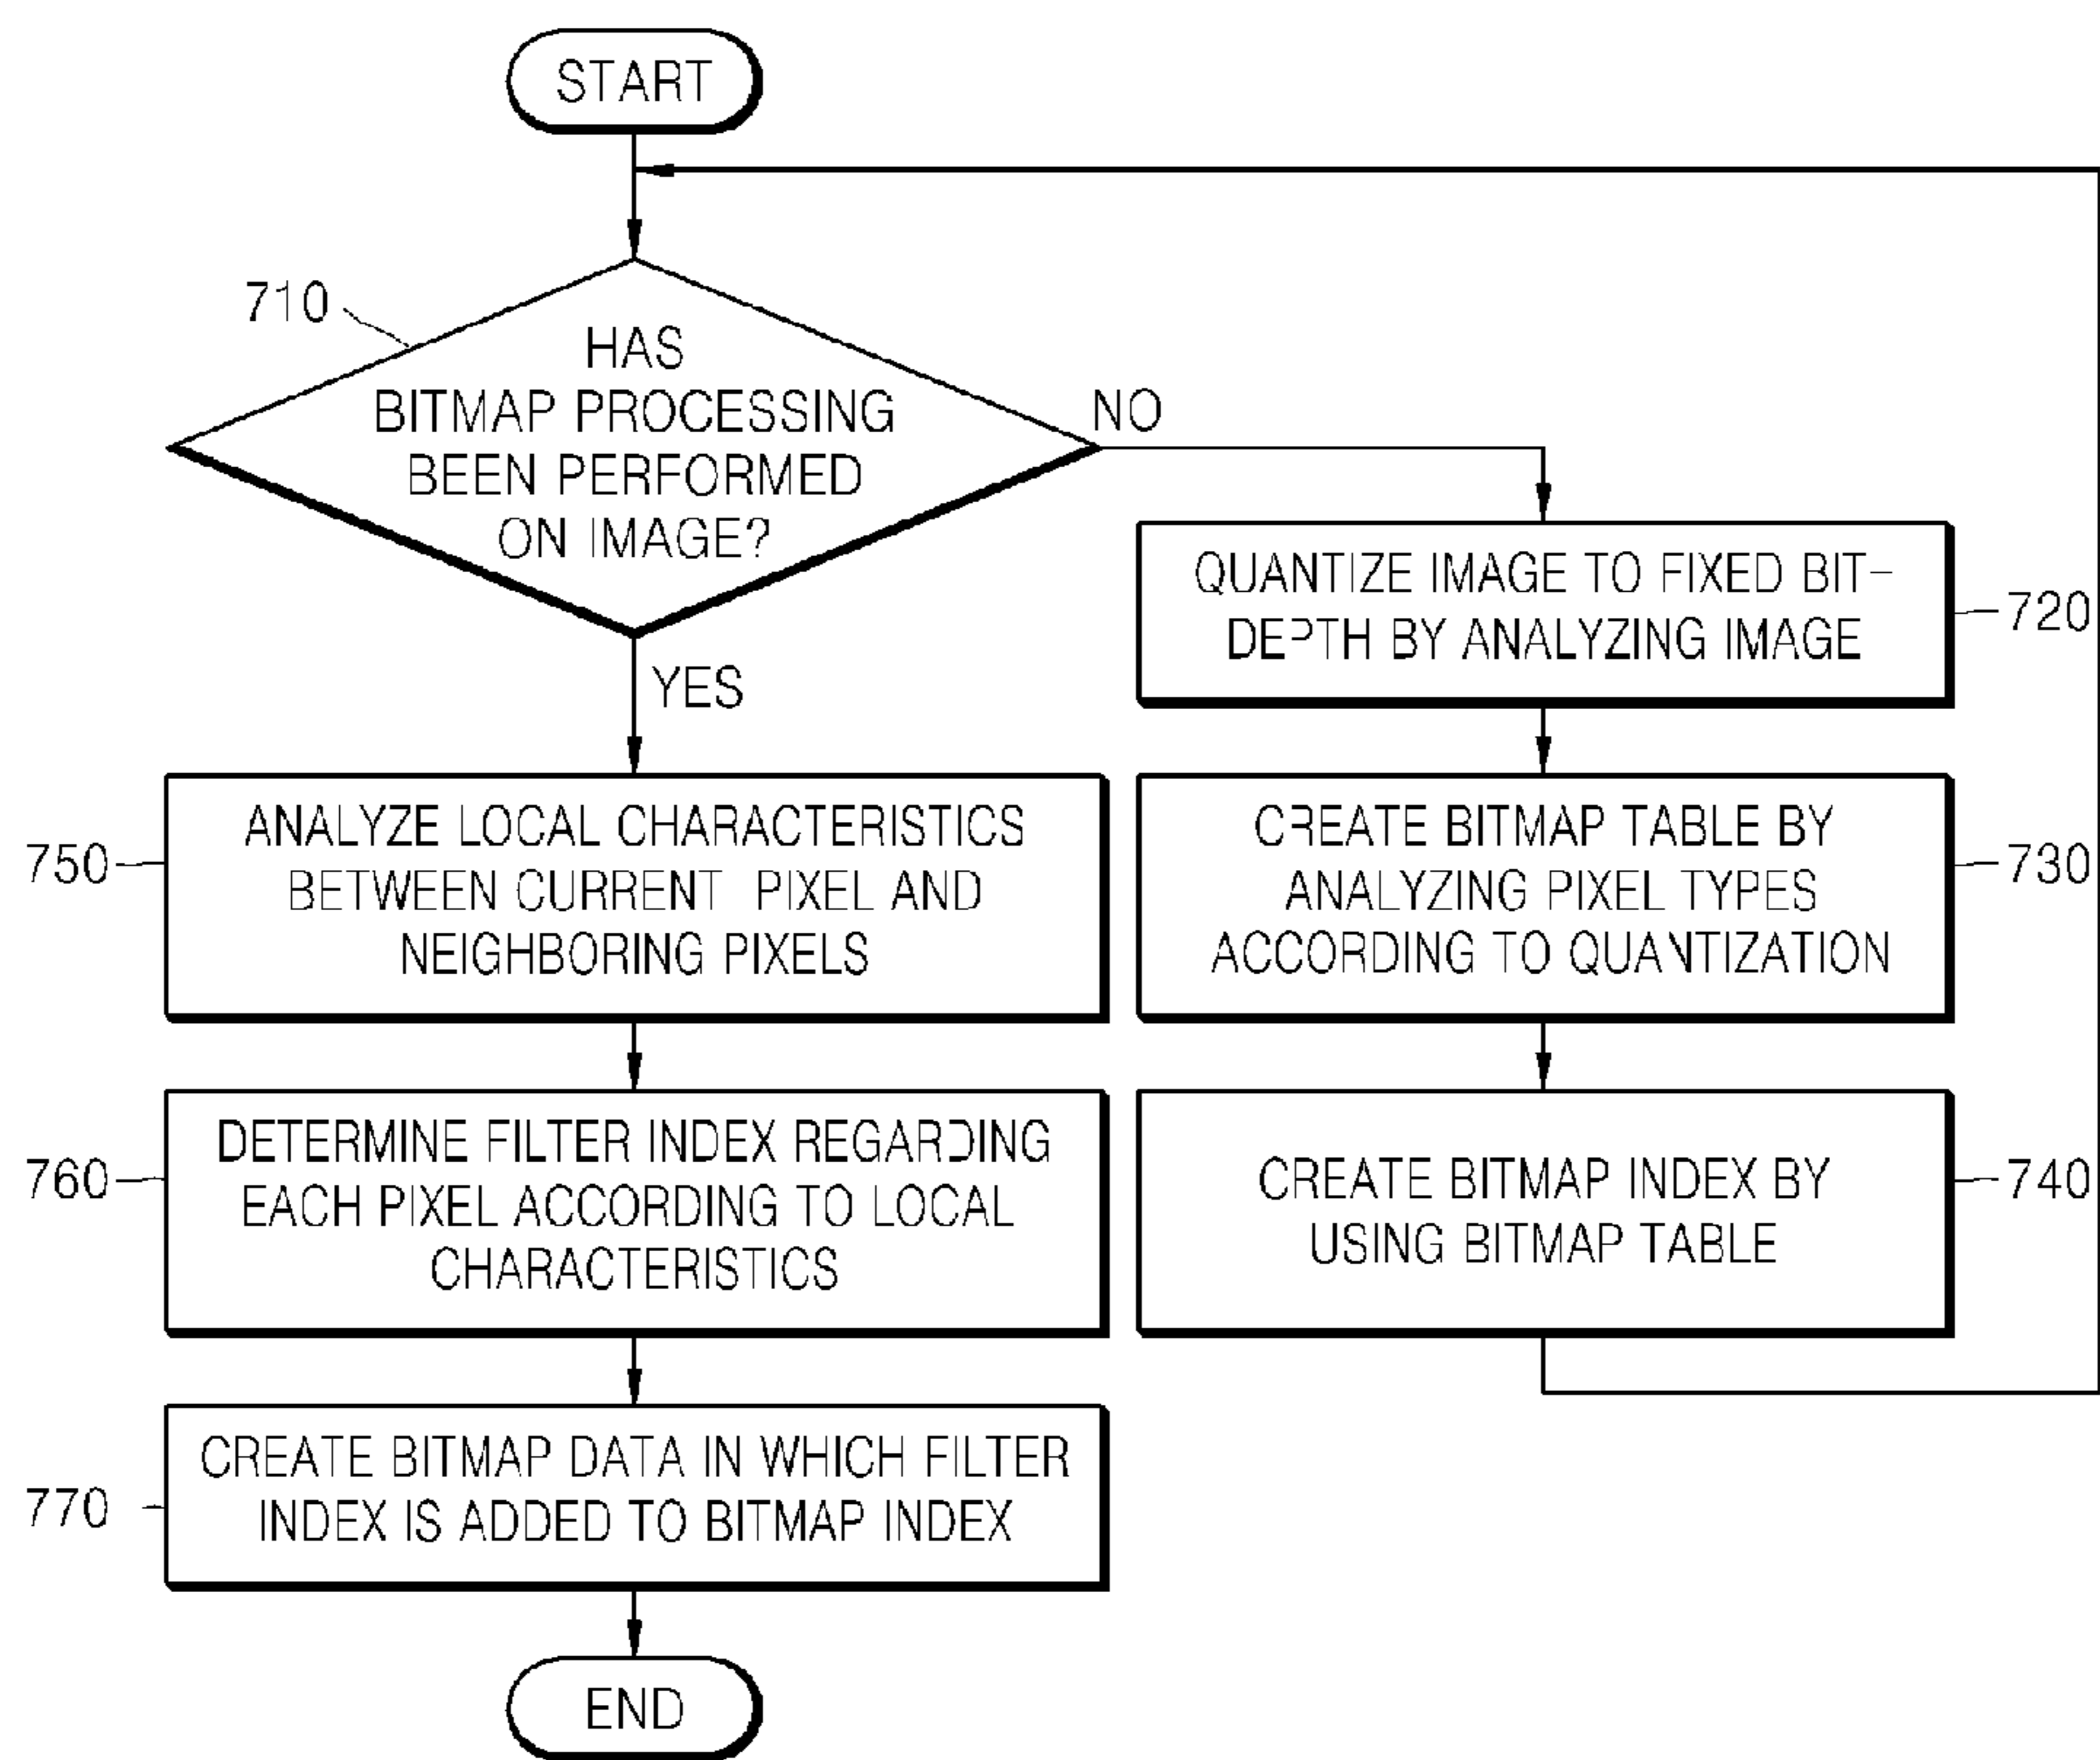 START
710
HAS
BITMAP PROCESSING
BEEN PERFORMED
ON IMAGE?
NO
YES
QUANTIZE IMAGE TO FIXED BIT-
DEPTH BY ANALYZING IMAGE
720
CREATE BITMAP TABLE BY
ANALYZING PIXEL TYPES
ACCORDING TO QUANTIZATION
730
CREATE BITMAP INDEX BY
USING BITMAP TABLE
740
750
ANALYZE LOCAL CHARACTERISTICS
BETWEEN CURRENT PIXEL AND
NEIGHBORING PIXELS
760
DETERMINE FILTER INDEX REGARDING
EACH PIXEL ACCORDING TO LOCAL
CHARACTERISTICS
770
CREATE BITMAP DATA IN WHICH FILTER
INDEX IS ADDED TO BITMAP INDEX
END